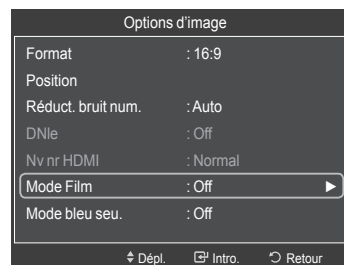 Options d’image
Format : 16:9
Position
Réduct. bruit num. : Auto
DNIe : Off
Nv nr HDMI : Normal
Mode Film : Off ►
Mode bleu seu. : Off
Dépl. Intro. Retour